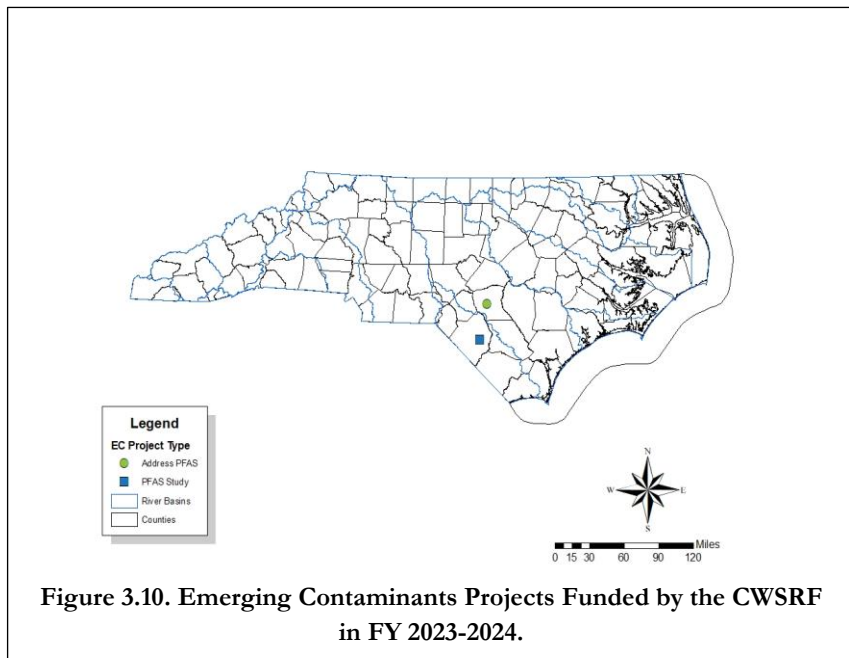 Legend
EC Project Type
Address PFAS
PFAS Study
River Basins
Counties
N
W E
S
Miles
0 15 30 60 90 120
Figure 3.10. Emerging Contaminants Projects Funded by the CWSRF
in FY 2023-2024.